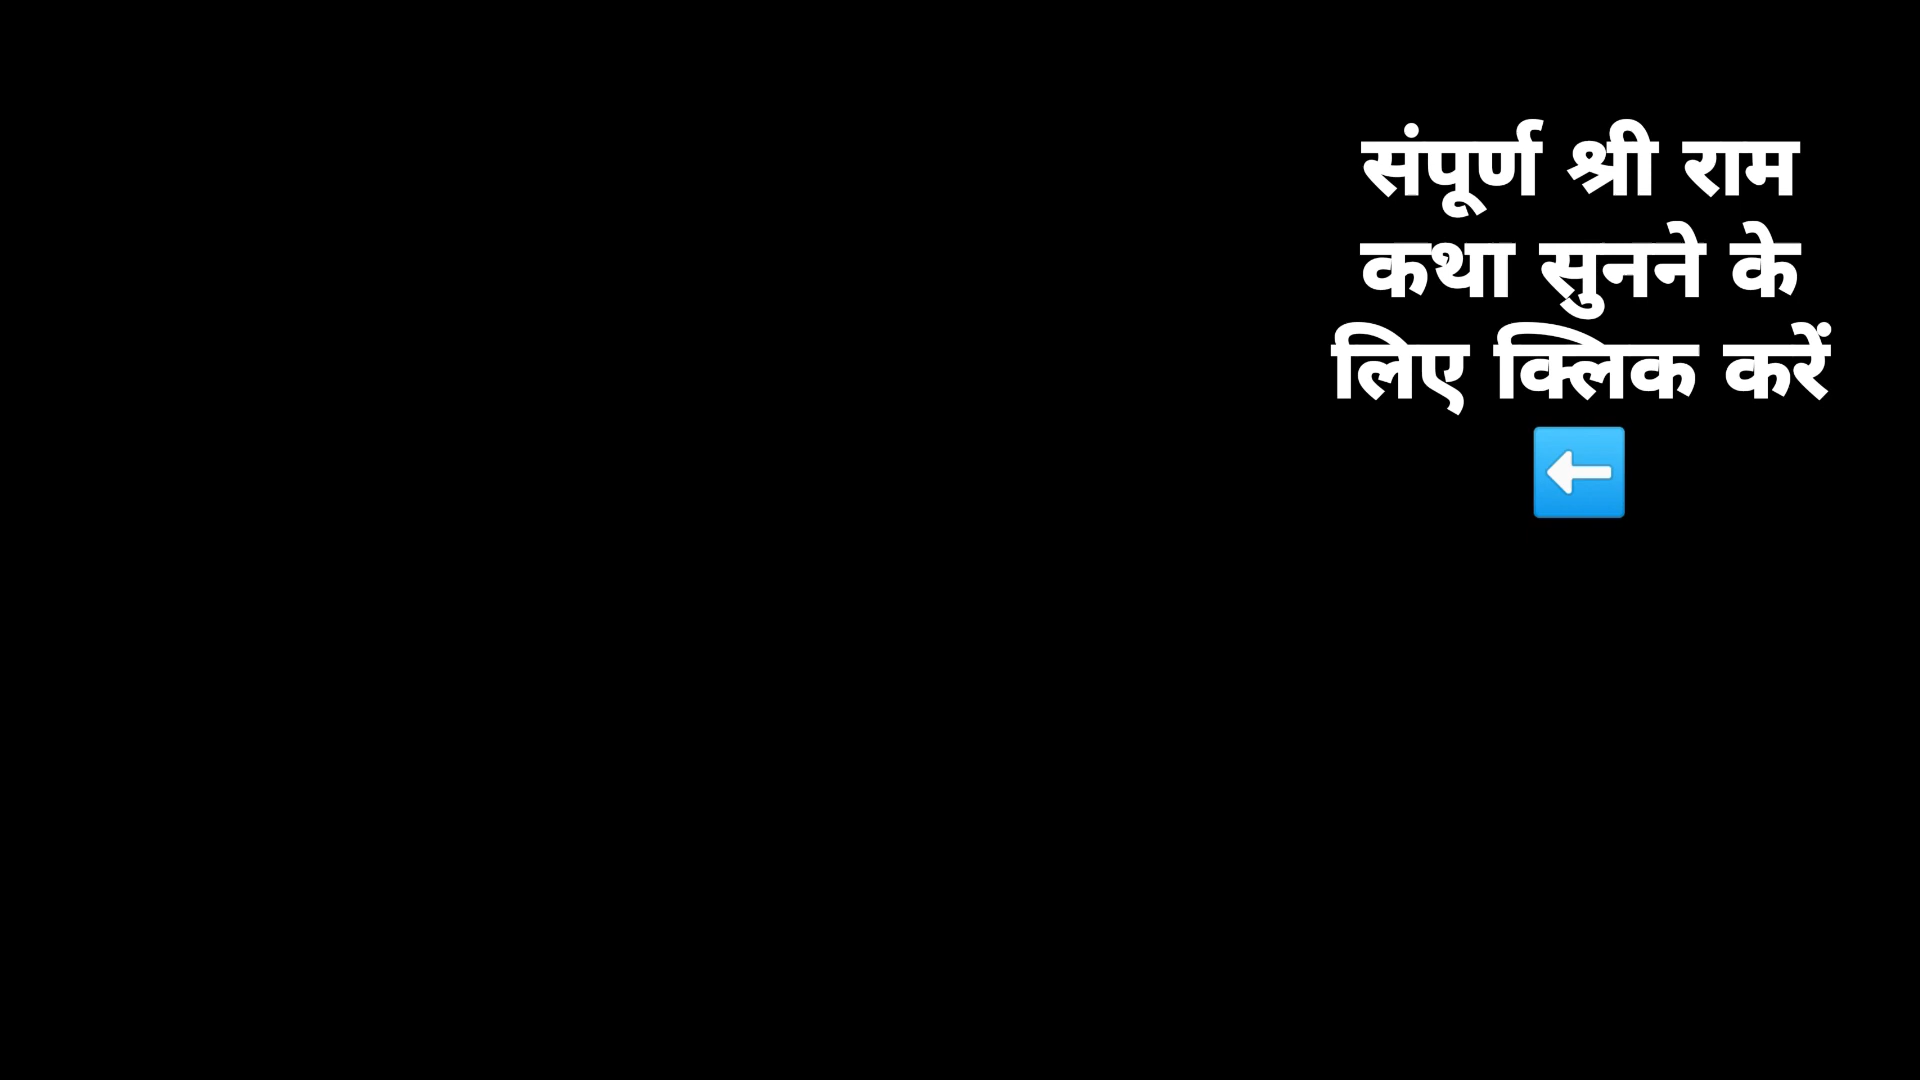 संपूर्ण श्री राम
कथा सुनने के
लिए क्लिक करें
⬅